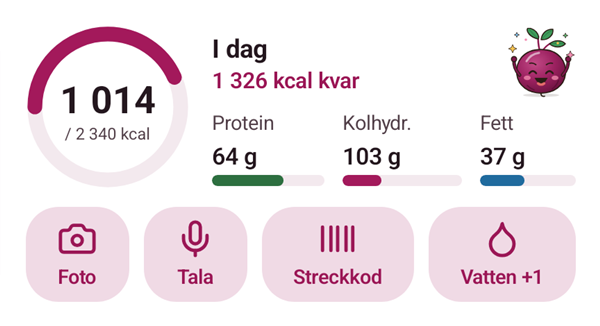 1 014
/ 2 340 kcal
I dag
1 326 kcal kvar
Protein
64 g
Kolhydr.
103 g
Fett
37 g
Foto
Tala
Streckkod
Vatten +1